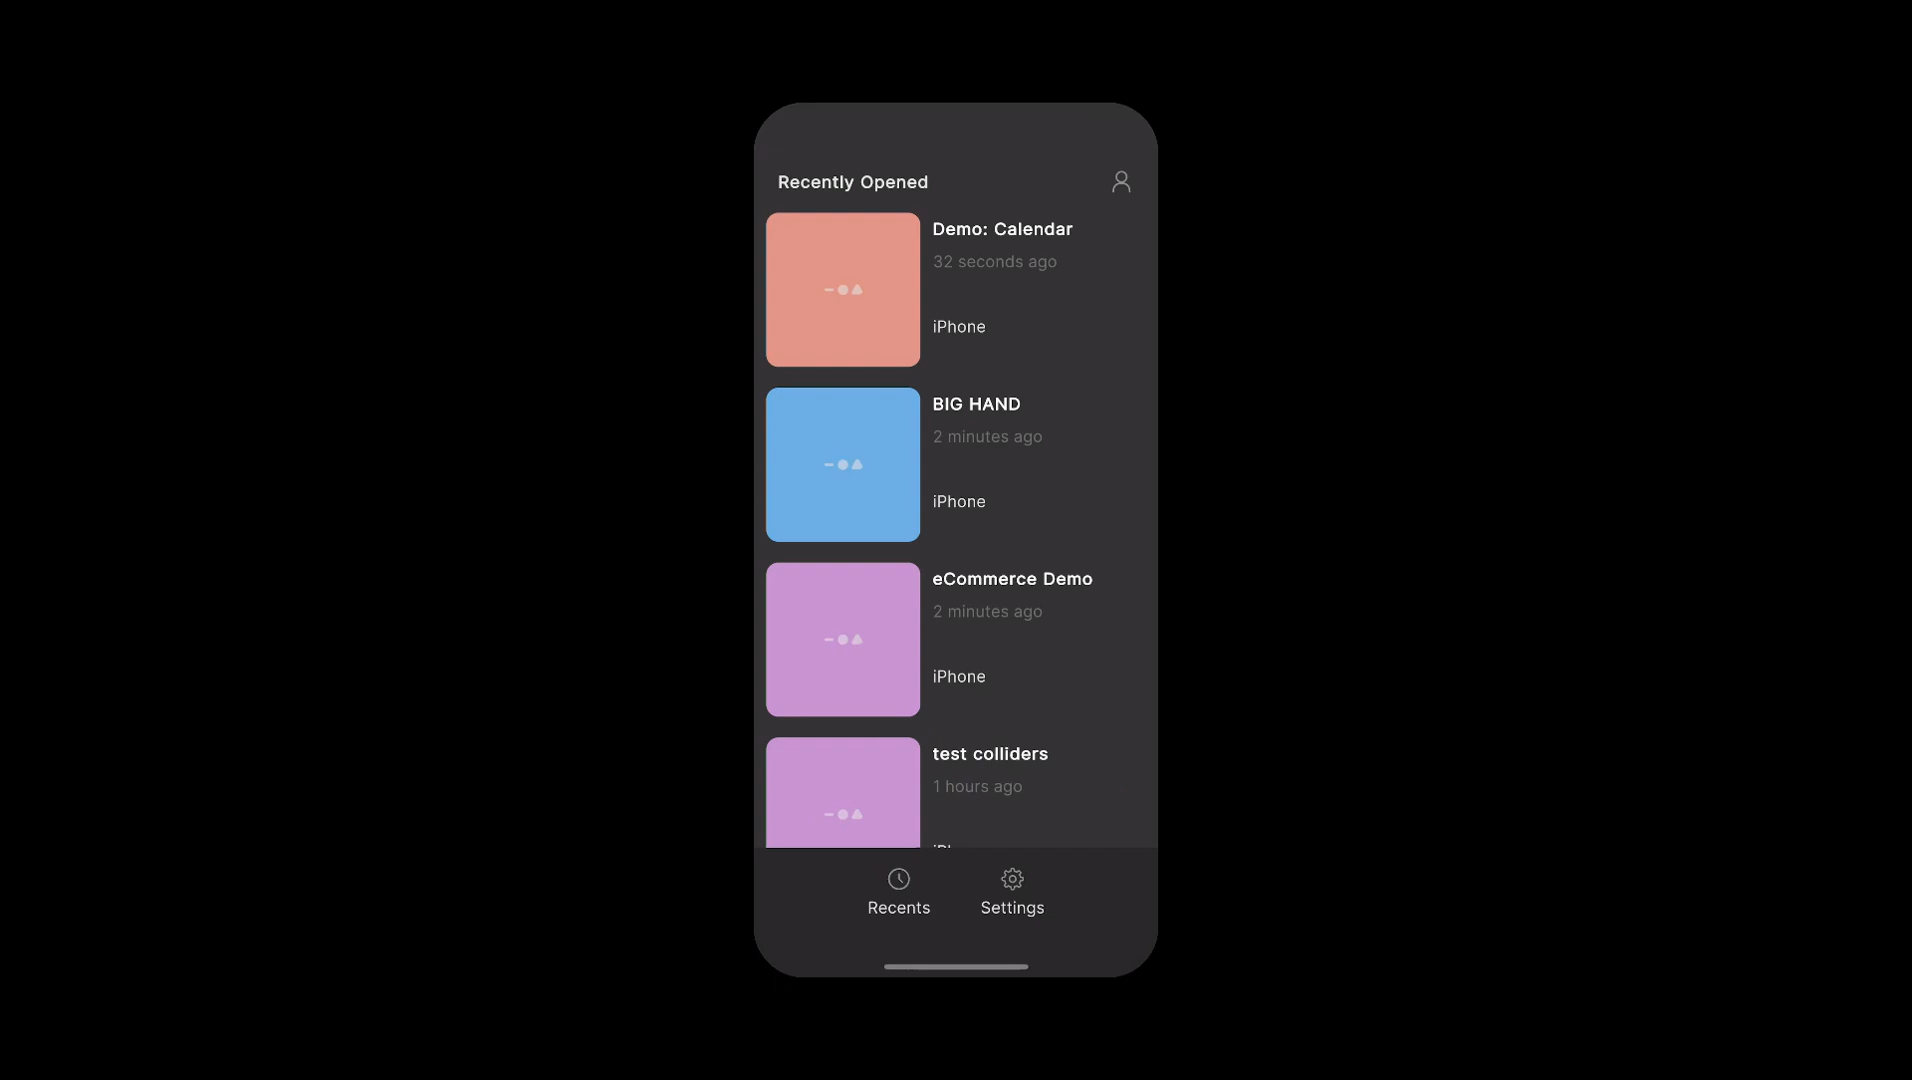 Recently Opened
Demo: Calendar
32 seconds ago
iPhone
BIG HAND
2 minutes ago
iPhone
eCommerce Demo
2 minutes ago
iPhone
test colliders
1 hours ago
Recents
Settings